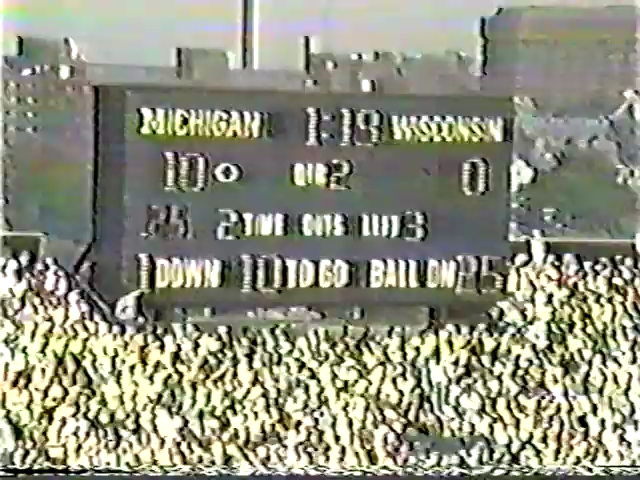 MICHIGAN 1:19 WISCONSIN
10 QTR 2 0
25 2 TIME OUTS LEFT 3
1 DOWN 10 TO GO BALL ON 25